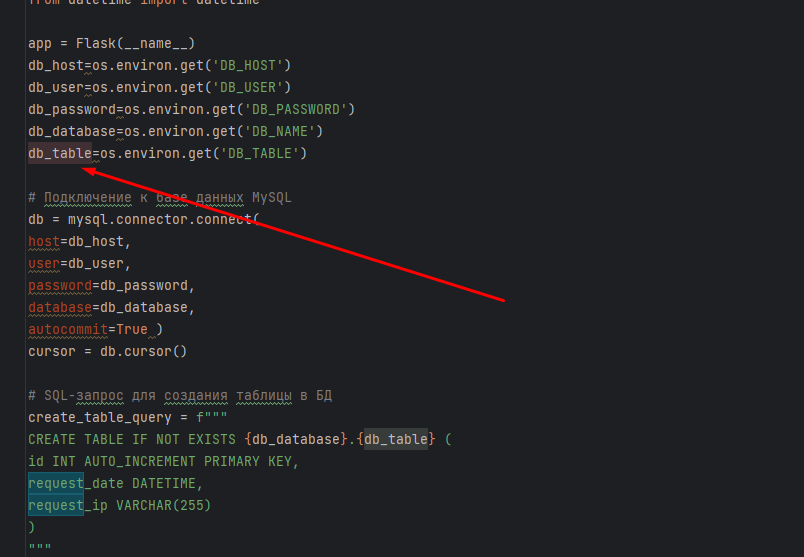 from datetime import datetime
app = Flask(__name__)
db_host=os.environ.get('DB_HOST')
db_user=os.environ.get('DB_USER')
db_password=os.environ.get('DB_PASSWORD')
db_database=os.environ.get('DB_NAME')
db_table=os.environ.get('DB_TABLE')
# Подключение к базе данных MySQL
db = mysql.connector.connect(
host=db_host,
user=db_user,
password=db_password,
database=db_database,
autocommit=True )
cursor = db.cursor()
# SQL-запрос для создания таблицы в БД
create_table_query = f"""
CREATE TABLE IF NOT EXISTS {db_database}.{db_table} (
id INT AUTO_INCREMENT PRIMARY KEY,
request_date DATETIME,
request_ip VARCHAR(255)
)
"""